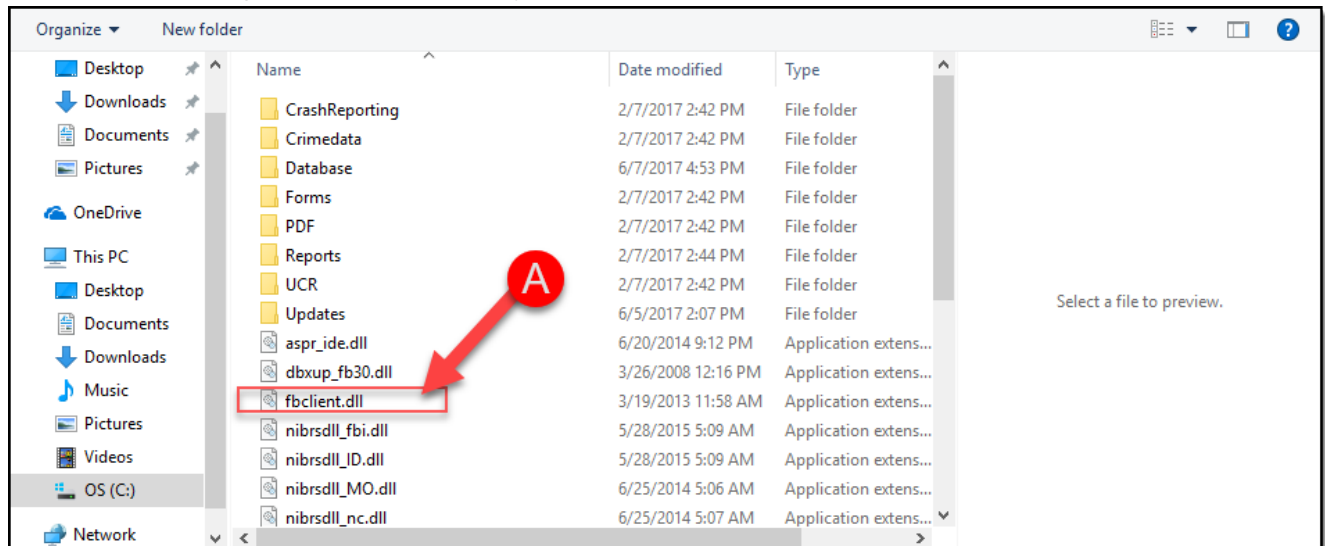 Organize New folder
Name Date modified Type
Desktop
Downloads
Documents
Pictures
OneDrive
This PC
Desktop
Documents
Downloads
Music
Pictures
Videos
OS (C:)
Network
CrashReporting 2/7/2017 2:42 PM File folder
Crimedata 2/7/2017 2:42 PM File folder
Database 6/7/2017 4:53 PM File folder
Forms 2/7/2017 2:42 PM File folder
PDF 2/7/2017 2:42 PM File folder
Reports 2/7/2017 2:44 PM File folder
UCR 2/7/2017 2:42 PM File folder
Updates 6/5/2017 2:07 PM File folder
aspr_ide.dll 6/20/2014 9:12 PM Application extens...
dbxup_fb30.dll 3/26/2008 12:16 PM Application extens...
fbclient.dll 3/19/2013 11:58 AM Application extens...
nibrsdll_fbi.dll 5/28/2015 5:09 AM Application extens...
nibrsdll_ID.dll 5/28/2015 5:09 AM Application extens...
nibrsdll_MO.dll 6/25/2014 5:06 AM Application extens...
nibrsdll_nc.dll 6/25/2014 5:07 AM Application extens...
A
Select a file to preview.
?